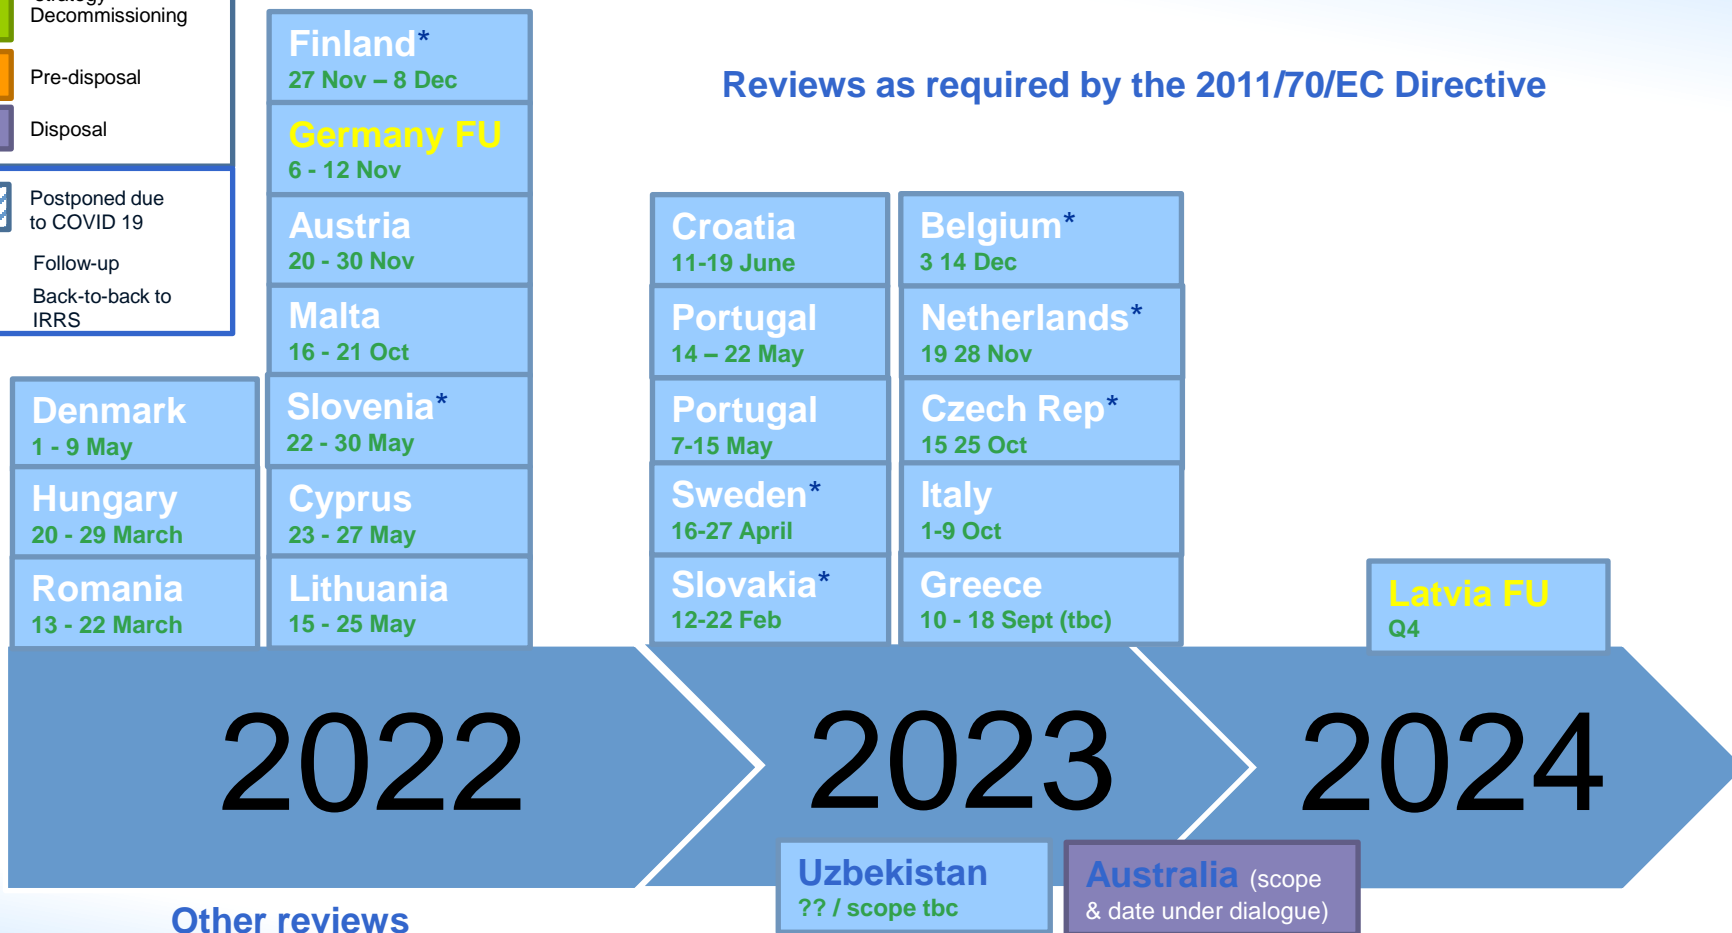 Decommissioning
Pre-disposal
Disposal
Postponed due
to COVID 19
Follow-up
Back-to-back to
IRRS
Reviews as required by the 2011/70/EC Directive
Denmark
1 - 9 May
Hungary
20 - 29 March
Romania
13 - 22 March
Finland*
27 Nov – 8 Dec
Germany FU
6 - 12 Nov
Austria
20 - 30 Nov
Malta
16 - 21 Oct
Slovenia*
22 - 30 May
Cyprus
23 - 27 May
Lithuania
15 - 25 May
Croatia
11-19 June
Portugal
14 – 22 May
Portugal
7-15 May
Sweden*
16-27 April
Slovakia*
12-22 Feb
Belgium*
3 14 Dec
Netherlands*
19 28 Nov
Czech Rep*
15 25 Oct
Italy
1-9 Oct
Greece
10 - 18 Sept (tbc)
Latvia FU
Q4
2022
2023
2024
Uzbekistan
?? / scope tbc
Australia (scope
& date under dialogue)
Other reviews